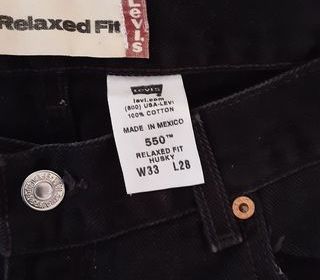 Relaxed Fit
Levi's
Levi's
levi.com
(800) USA-LEVI
100% COTTON
MADE IN MEXICO
550™
RELAXED FIT
HUSKY
W33 L28